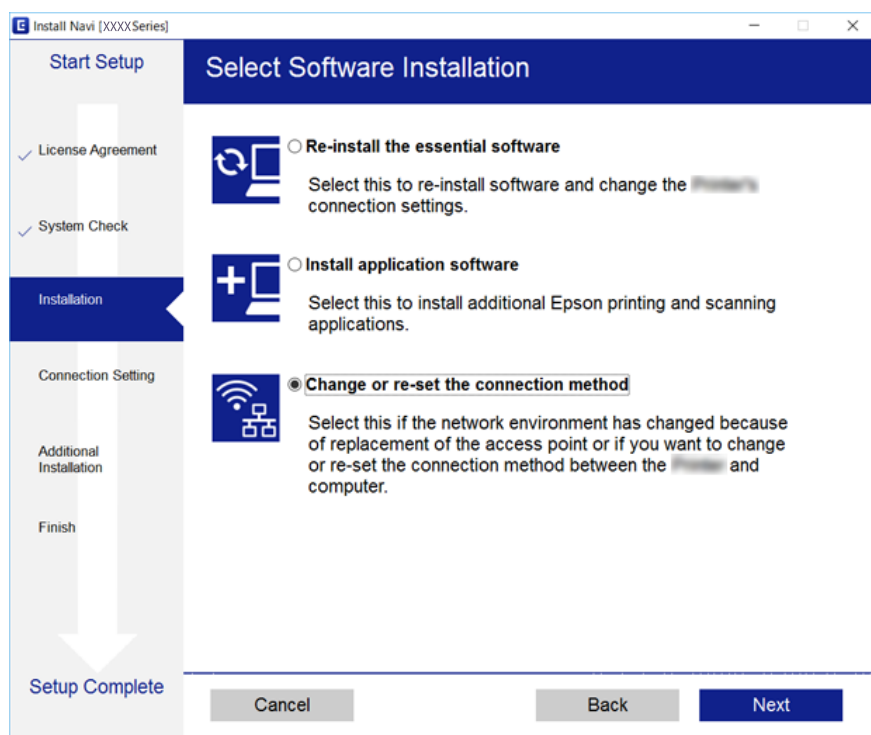 Install Navi [XXXX Series]
Start Setup
License Agreement
System Check
Installation
Connection Setting
Additional
Installation
Finish
Setup Complete
Select Software Installation
Re-install the essential software
Select this to re-install software and change the
connection settings.
Install application software
Select this to install additional Epson printing and scanning
applications.
Change or re-set the connection method
Select this if the network environment has changed because
of replacement of the access point or if you want to change
or re-set the connection method between the and
computer.
Cancel
Back
Next